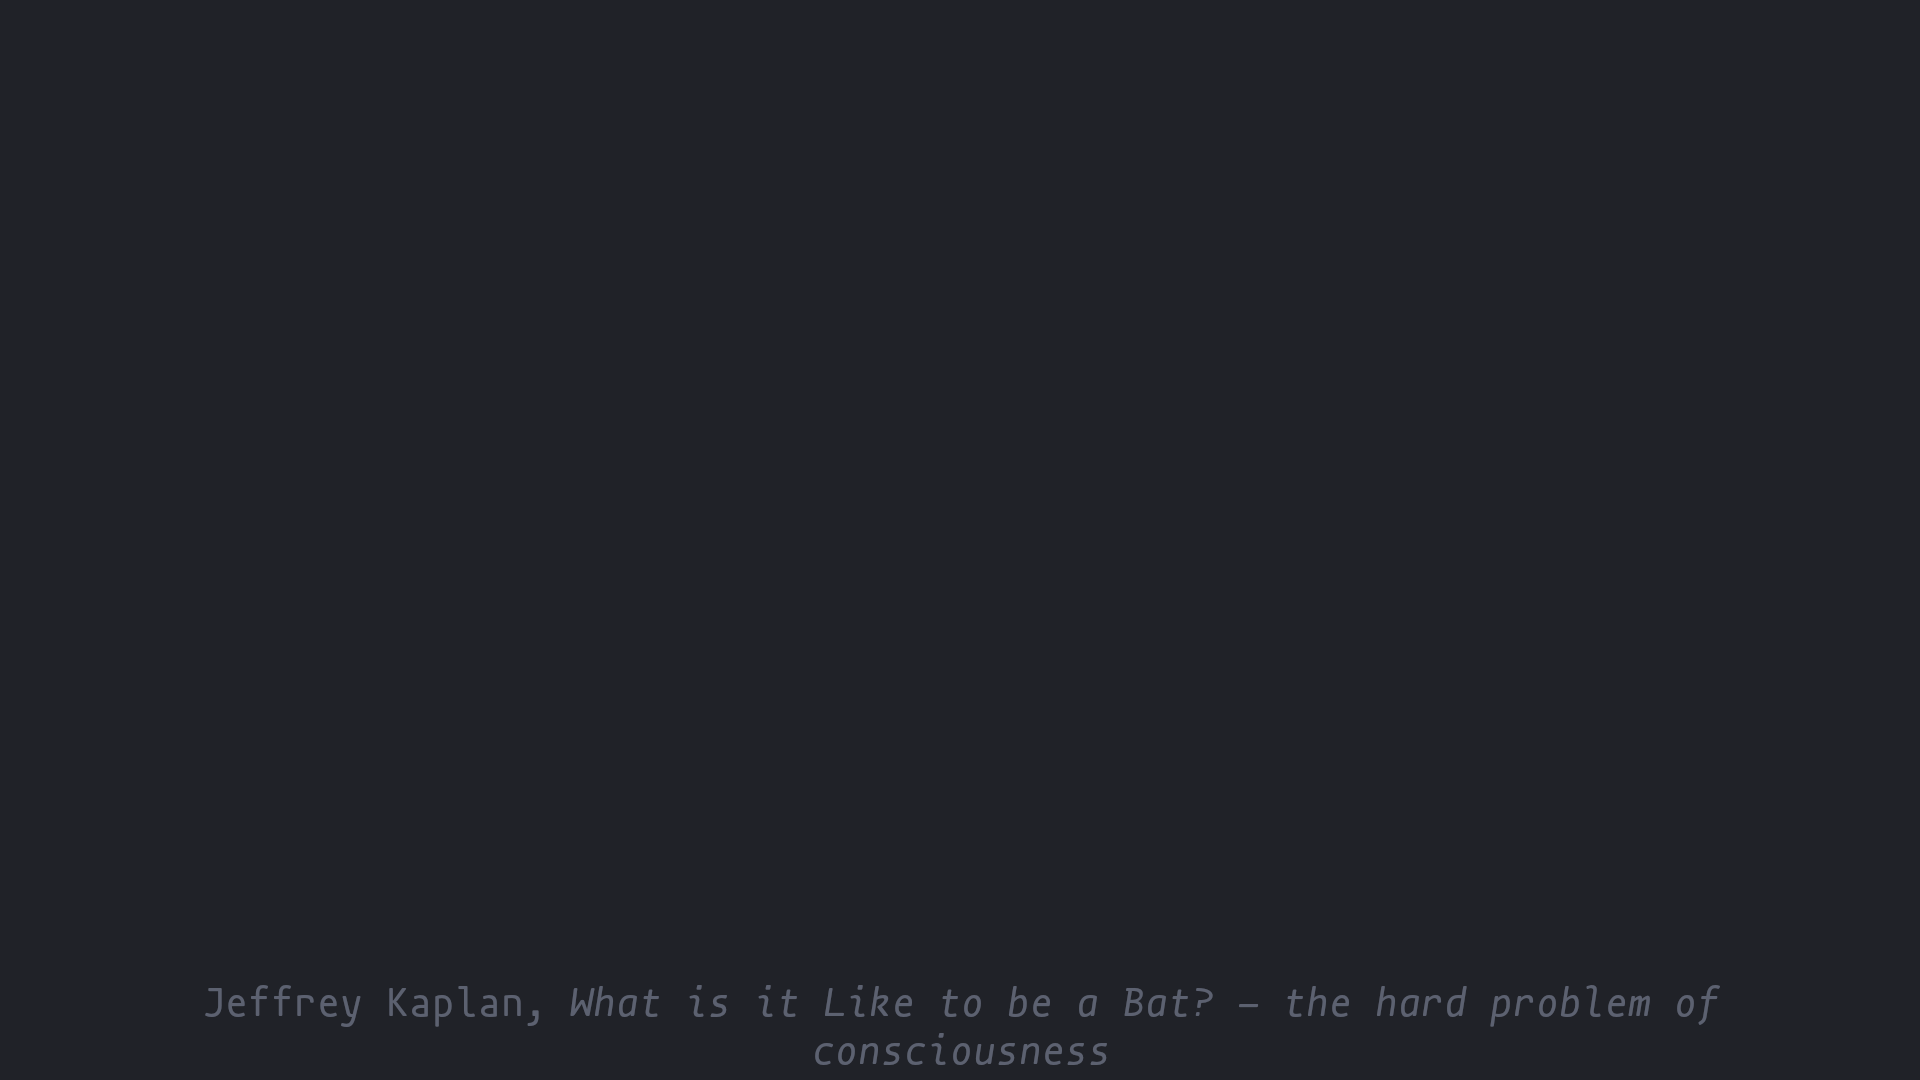 Jeffrey Kaplan, What is it Like to be a Bat? – the hard problem of
consciousness